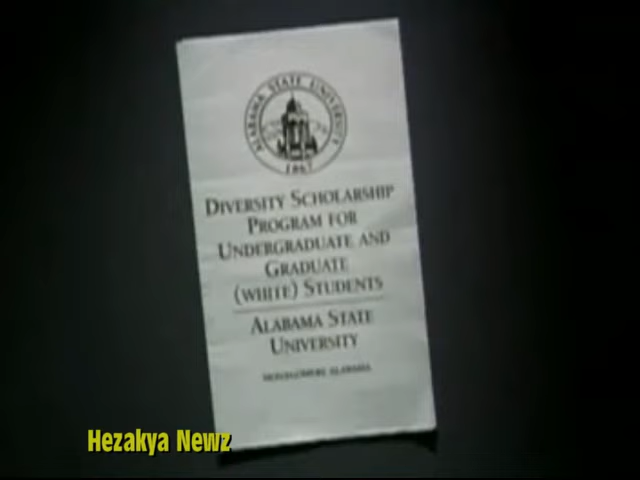 ALABAMA STATE UNIVERSITY
1867
DIVERSITY SCHOLARSHIP
PROGRAM FOR
UNDERGRADUATE AND
GRADUATE
(WHITE) STUDENTS
ALABAMA STATE
UNIVERSITY
MONTGOMERY, ALABAMA
Hezakya Newz